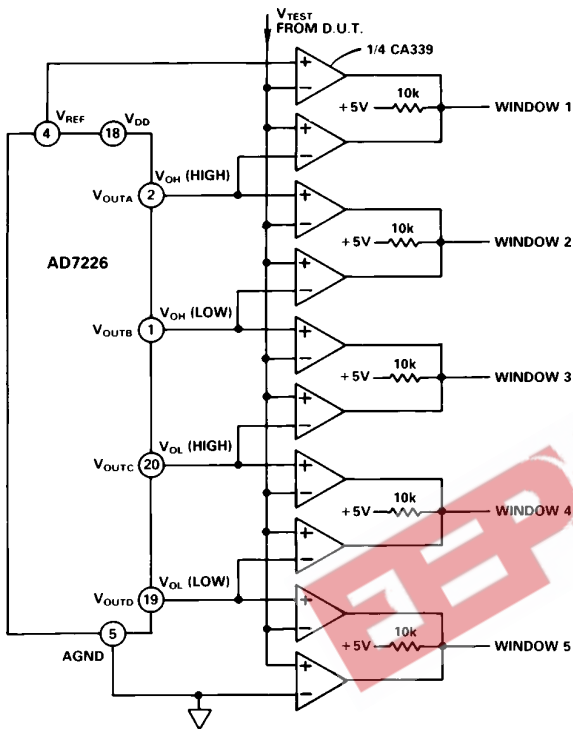 VTEST
FROM D.U.T.
1/4 CA339
+
−
10k
+5V
WINDOW 1
+
−
VREF
4
VDD
18
VOUTA
2
VOH (HIGH)
+
−
10k
+5V
WINDOW 2
+
−
AD7226
VOUTB
1
VOH (LOW)
+
−
10k
+5V
WINDOW 3
+
−
VOUTC
20
VOL (HIGH)
+
−
10k
+5V
WINDOW 4
+
−
VOUTD
19
VOL (LOW)
+
−
10k
+5V
WINDOW 5
+
−
5
AGND
EEP